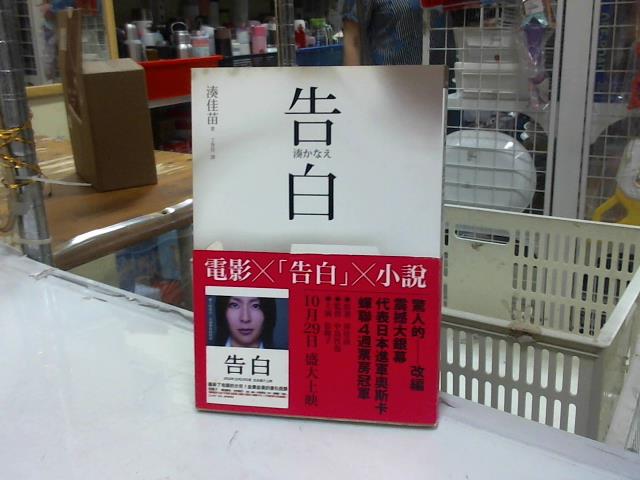 告白
湊かなえ
湊佳苗 著
電影×「告白」×小說
驚人的——改編
震撼大銀幕
代表日本進軍奧斯卡
蟬聯4週票房冠軍
10月29日 盛大上映
告白